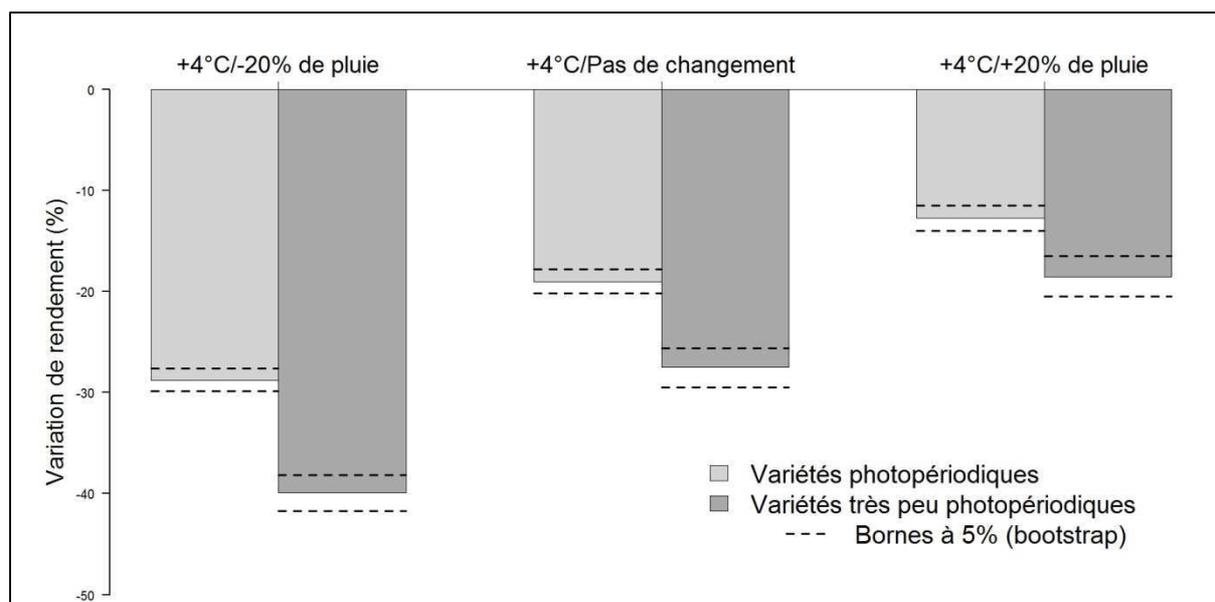 +4°C/-20% de pluie
+4°C/Pas de changement
+4°C/+20% de pluie
Variation de rendement (%)
0
-10
-20
-30
-40
-50
Variétés photopériodiques
Variétés très peu photopériodiques
Bornes à 5% (bootstrap)